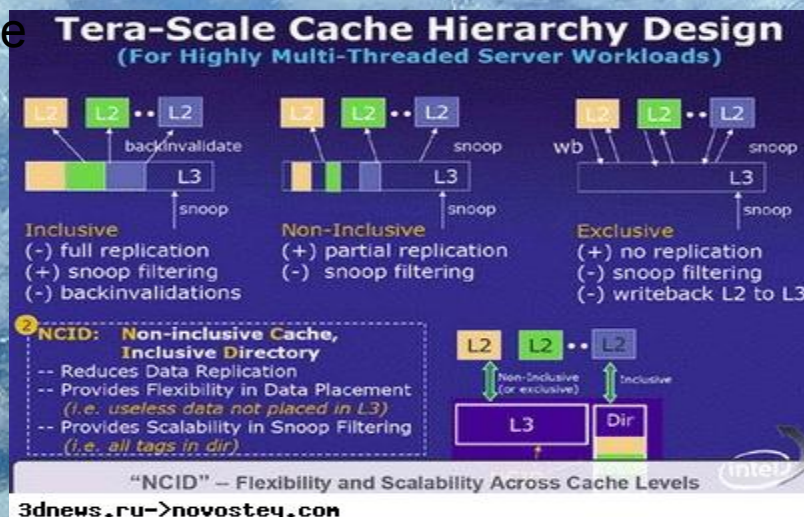 e
Tera-Scale Cache Hierarchy Design
(For Highly Multi-Threaded Server Workloads)
L2 L2 •• L2
backinvalidate
L3
snoop
Inclusive
(-) full replication
(+) snoop filtering
(-) backinvalidations
L2 L2 •• L2
snoop
L3
snoop
Non-Inclusive
(+) partial replication
(-) snoop filtering
L2 L2 •• L2
wb snoop
L3
snoop
Exclusive
(+) no replication
(-) snoop filtering
(-) writeback L2 to L3
2
NCID: Non-inclusive Cache,
Inclusive Directory
-- Reduces Data Replication
-- Provides Flexibility in Data Placement
(i.e. useless data not placed in L3)
-- Provides Scalability in Snoop Filtering
(i.e. all tags in dir)
L2 L2 •• L2
Non-Inclusive
(or exclusive)
Inclusive
L3 Dir
"NCID" – Flexibility and Scalability Across Cache Levels
(intel)
3dnews.ru->novostey.com